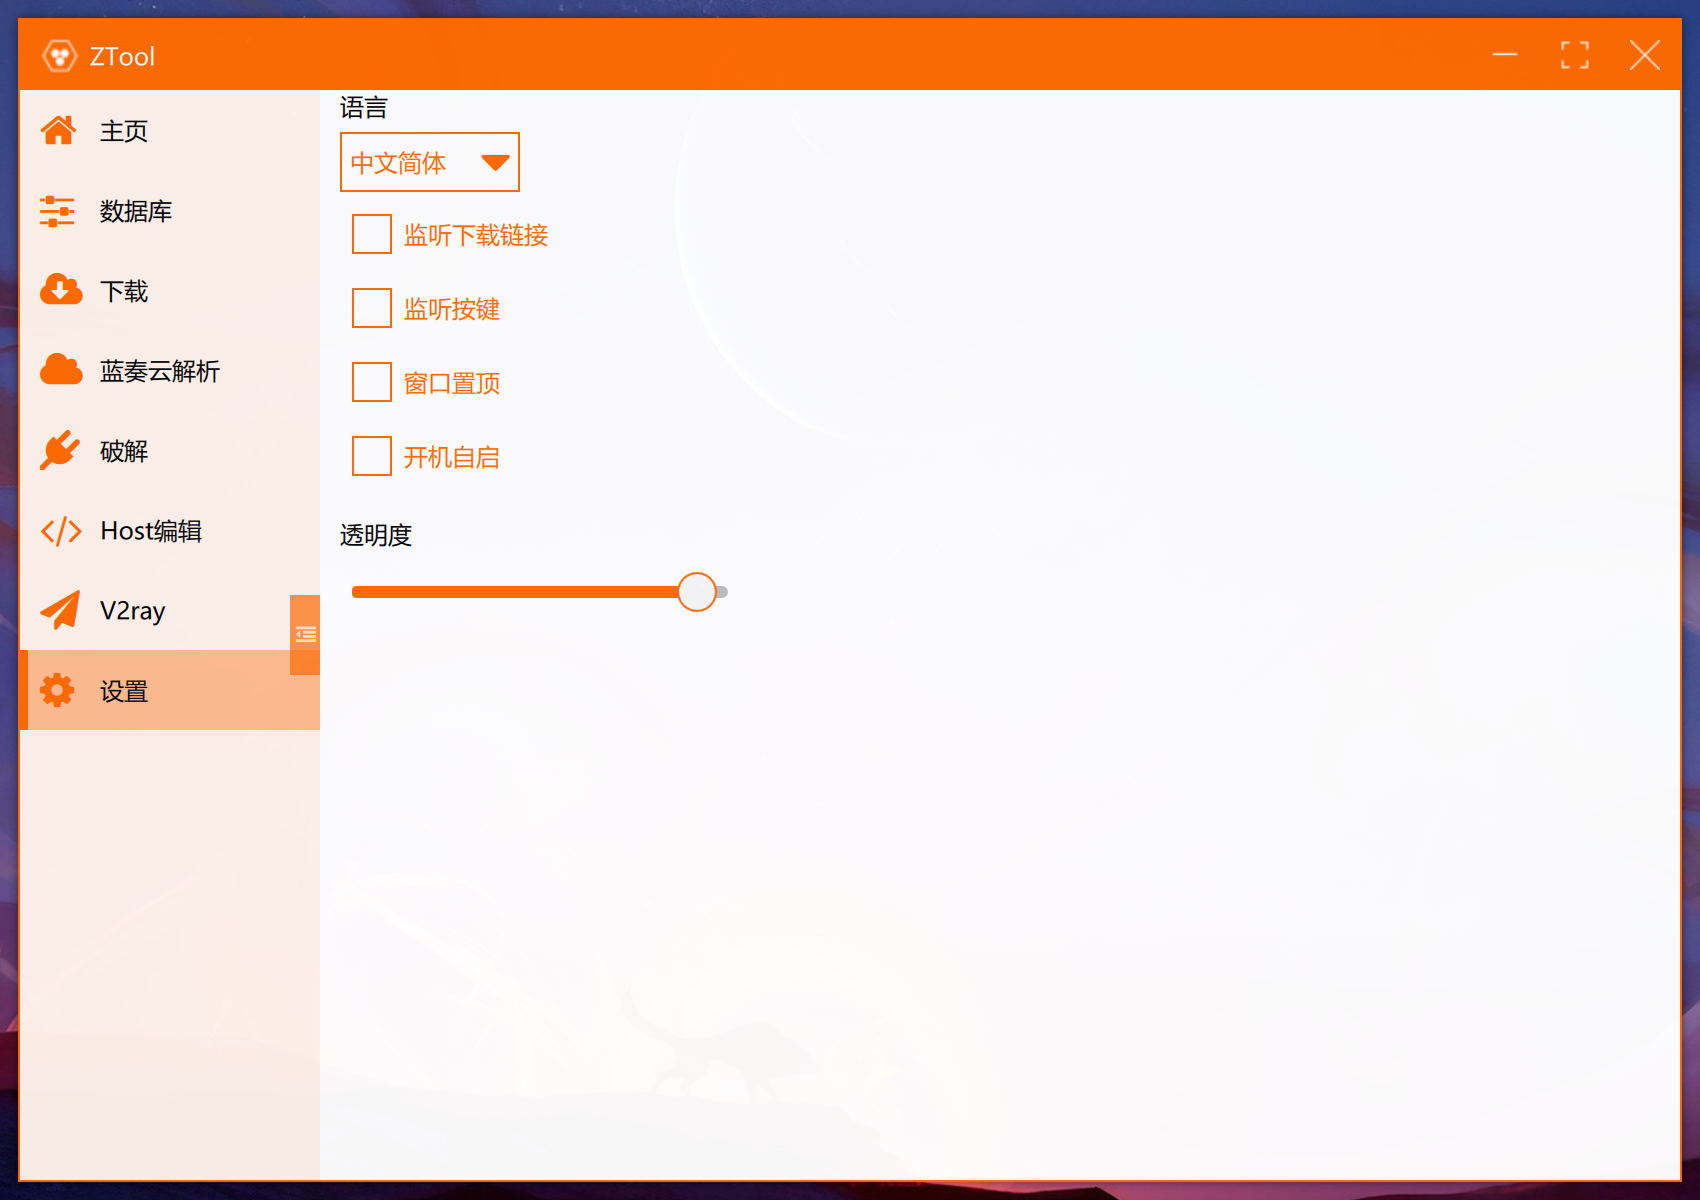 ZTool
主页
数据库
下载
蓝奏云解析
破解
Host编辑
V2ray
设置
语言
中文简体
监听下载链接
监听按键
窗口置顶
开机自启
透明度